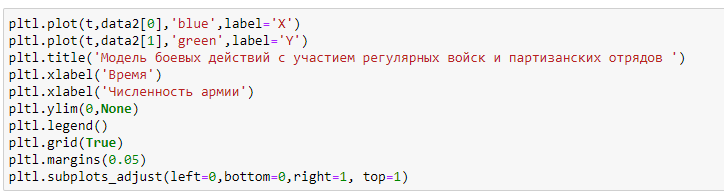 pltl.plot(t,data2[0],'blue',label='X')
pltl.plot(t,data2[1],'green',label='Y')
pltl.title('Модель боевых действий с участием регулярных войск и партизанских отрядов ')
pltl.xlabel('Время')
pltl.xlabel('Численность армии')
pltl.ylim(0,None)
pltl.legend()
pltl.grid(True)
pltl.margins(0.05)
pltl.subplots_adjust(left=0,bottom=0,right=1, top=1)